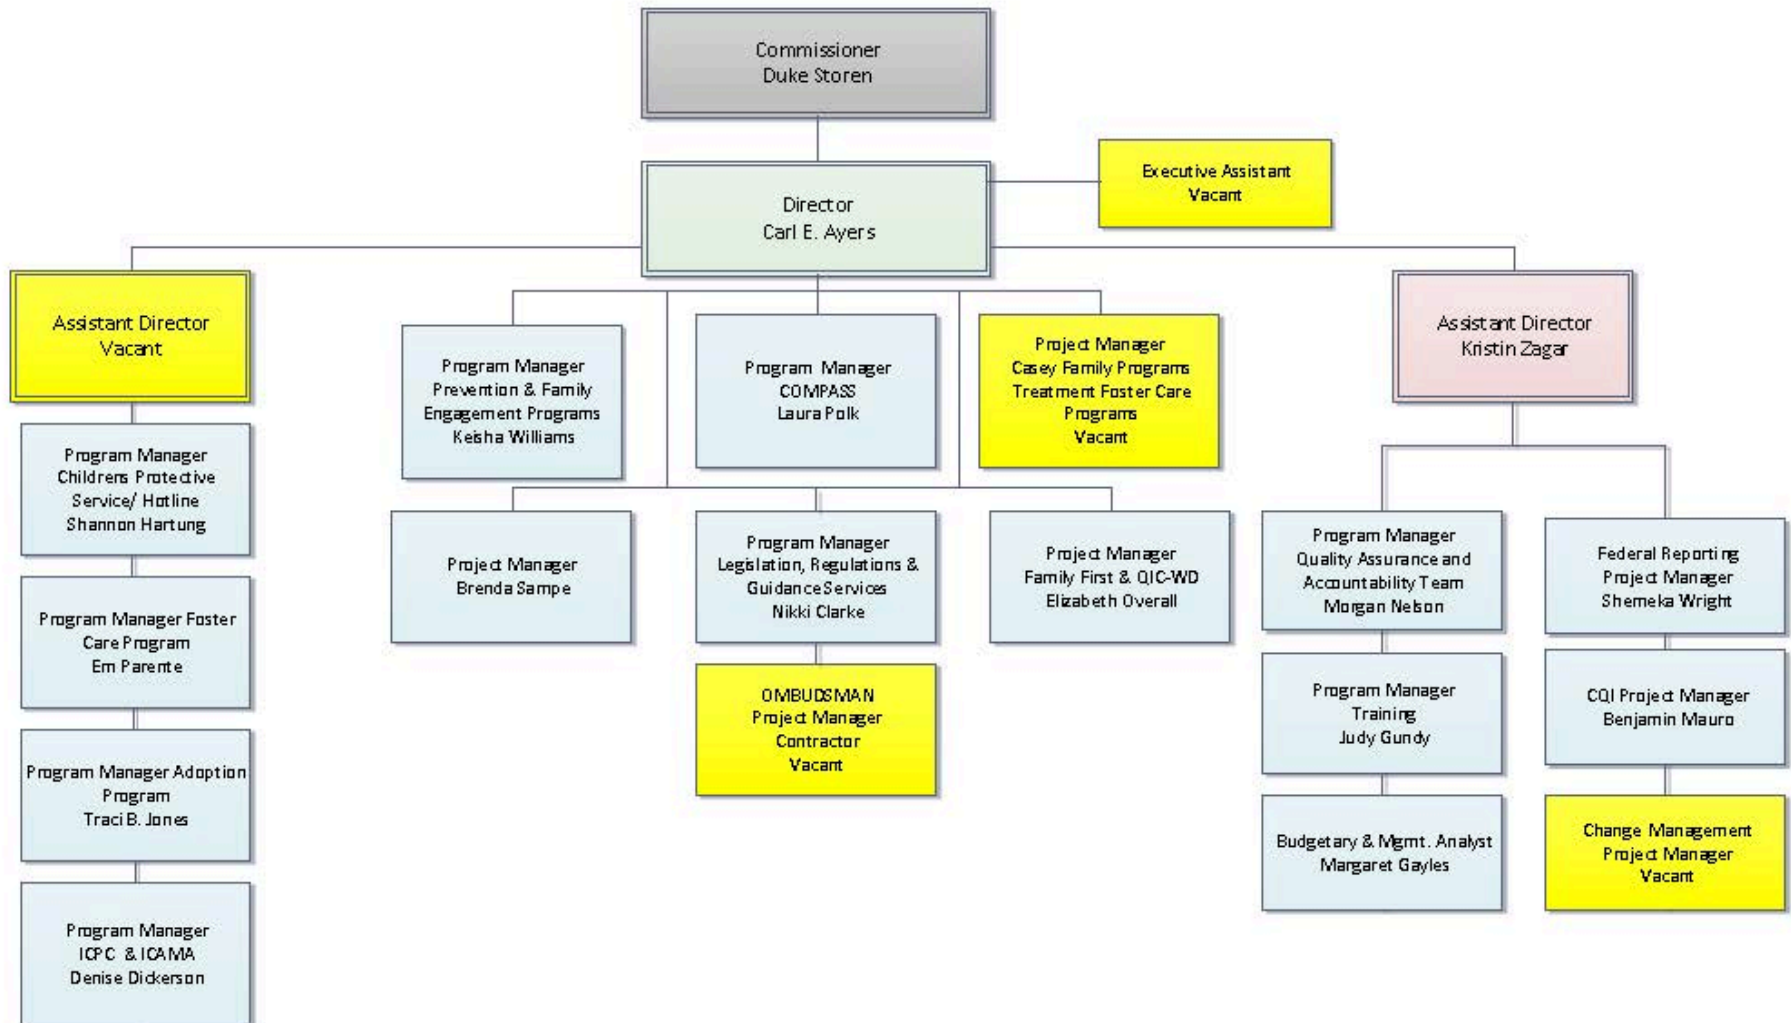 Commissioner
Duke Storen
Executive Assistant
Vacant
Director
Carl E. Ayers
Assistant Director
Vacant
Program Manager
Prevention & Family
Engagement Programs
Keisha Williams
Program Manager
COMPASS
Laura Polk
Project Manager
Casey Family Programs
Treatment Foster Care
Programs
Vacant
Assistant Director
Kristin Zagar
Program Manager
Childrens Protective
Service/ Hotline
Shannon Hartung
Project Manager
Brenda Sampe
Program Manager
Legislation, Regulations &
Guidance Services
Nikki Clarke
Project Manager
Family First & QIC-WD
Elizabeth Overall
Program Manager
Quality Assurance and
Accountability Team
Morgan Nelson
Federal Reporting
Project Manager
Shemeka Wright
Program Manager Foster
Care Program
Em Parente
OMBUDSMAN
Project Manager
Contractor
Vacant
Program Manager
Training
Judy Gundy
CQI Project Manager
Benjamin Mauro
Program Manager Adoption
Program
Traci B. Jones
Budgetary & Mgmt. Analyst
Margaret Gayles
Change Management
Project Manager
Vacant
Program Manager
ICPC & ICAMA
Denise Dickerson